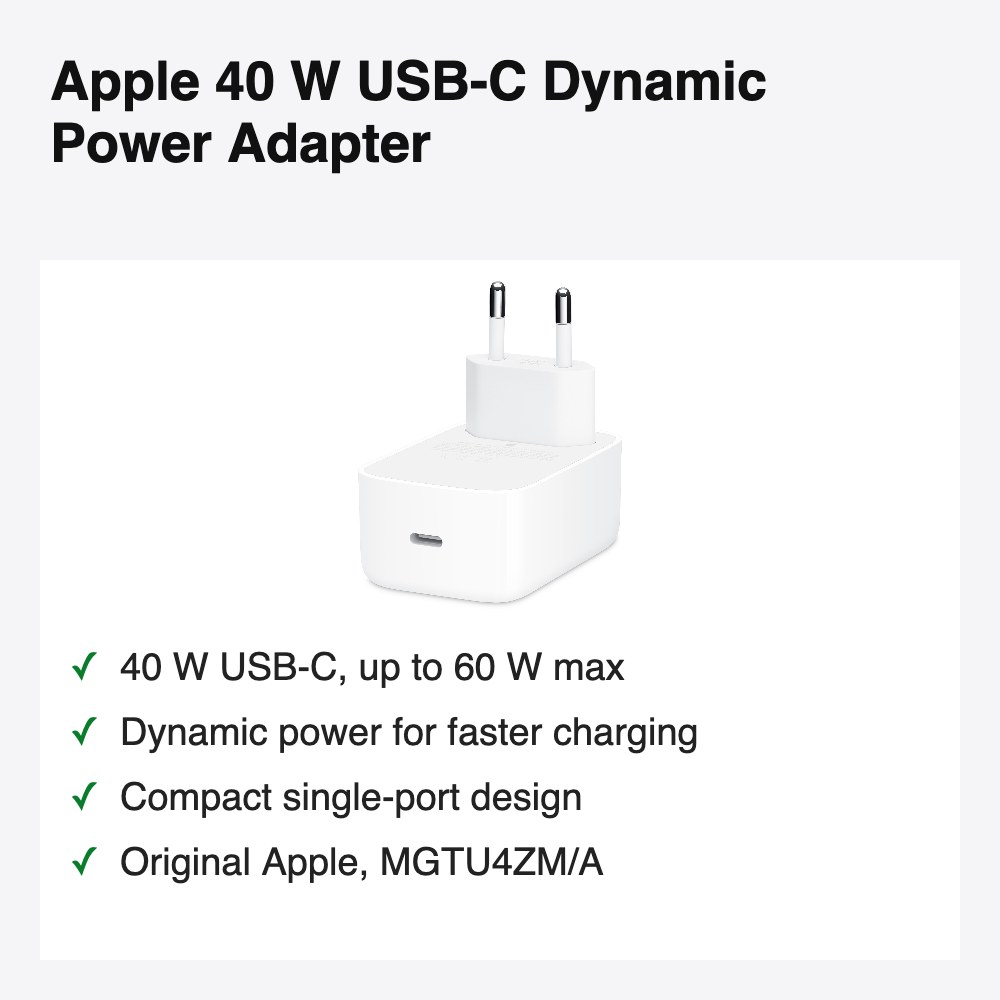 Apple 40 W USB-C Dynamic
Power Adapter
✓ 40 W USB-C, up to 60 W max
✓ Dynamic power for faster charging
✓ Compact single-port design
✓ Original Apple, MGTU4ZM/A